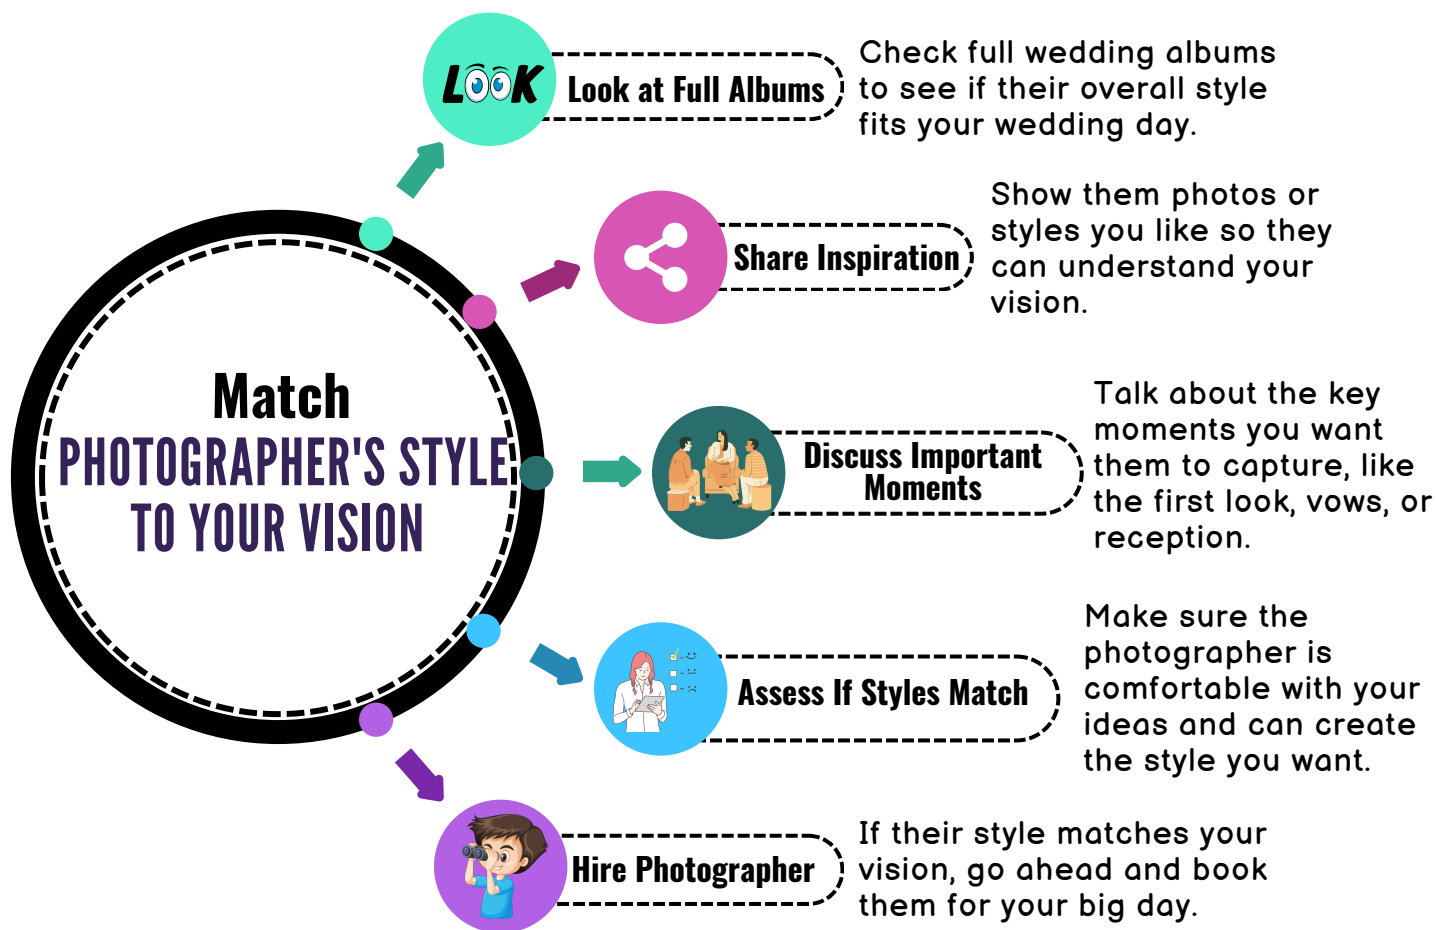 Match
PHOTOGRAPHER'S STYLE
TO YOUR VISION
LOOK
Look at Full Albums
Check full wedding albums
to see if their overall style
fits your wedding day.
Share Inspiration
Show them photos or
styles you like so they
can understand your
vision.
Discuss Important
Moments
Talk about the key
moments you want
them to capture, like
the first look, vows, or
reception.
Assess If Styles Match
Make sure the
photographer is
comfortable with your
ideas and can create
the style you want.
Hire Photographer
If their style matches your
vision, go ahead and book
them for your big day.